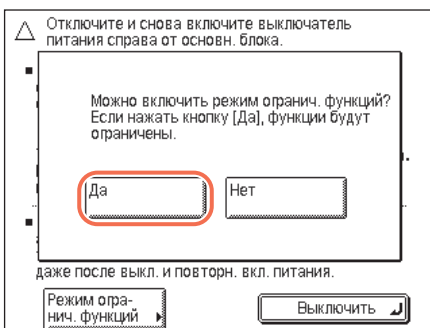 Отключите и снова включите выключатель
питания справа от основн. блока.
Можно включить режим огранич. функций?
Если нажать кнопку [Да], функции будут
ограничены.
Да
Нет
даже после выкл. и повторн. вкл. питания.
Режим огра-
нич. функций
Выключить